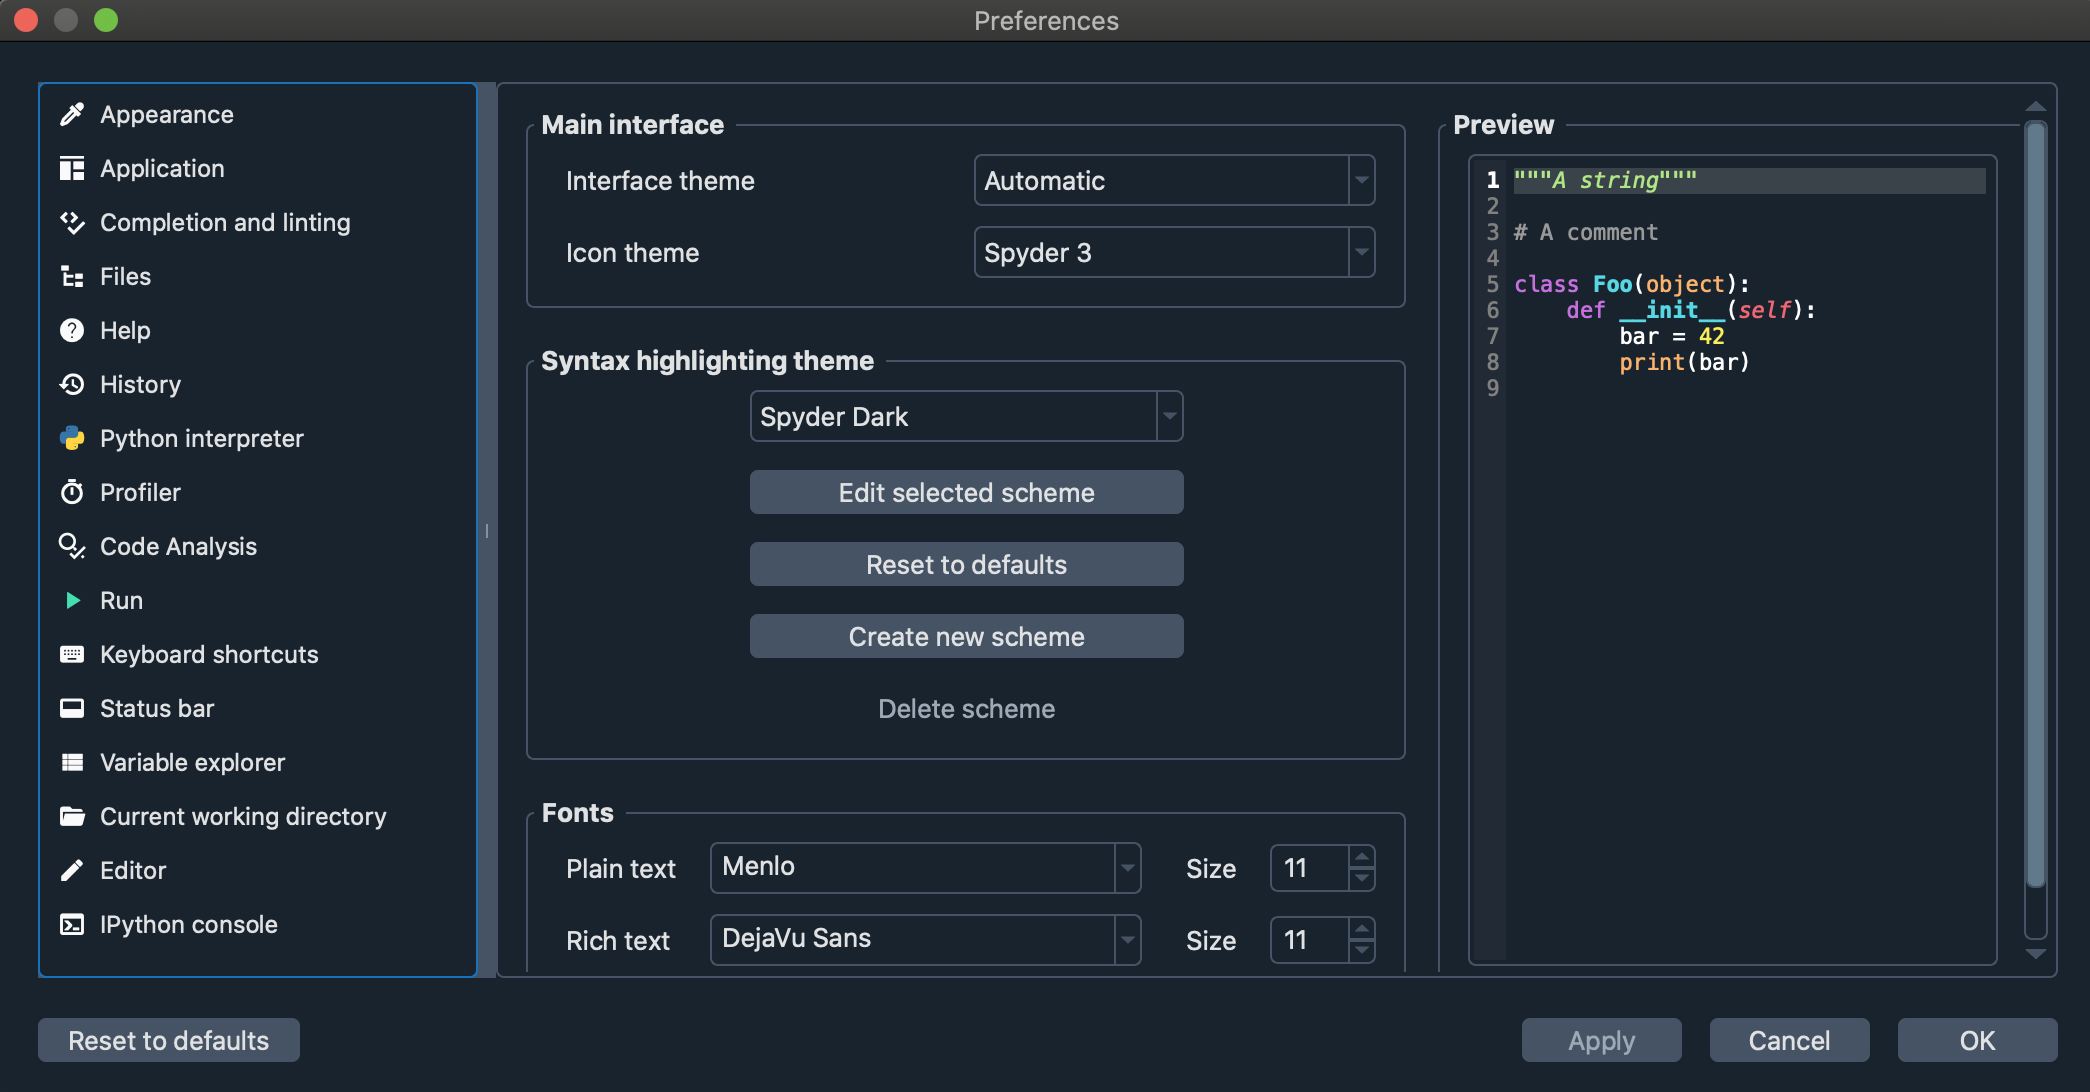 Preferences
Appearance
Application
Completion and linting
Files
Help
History
Python interpreter
Profiler
Code Analysis
Run
Keyboard shortcuts
Status bar
Variable explorer
Current working directory
Editor
IPython console
Main interface
Interface theme Automatic
Icon theme Spyder 3
Syntax highlighting theme
Spyder Dark
Edit selected scheme
Reset to defaults
Create new scheme
Delete scheme
Fonts
Plain text Menlo Size 11
Rich text DejaVu Sans Size 11
Preview
1 """A string"""
2
3 # A comment
4
5 class Foo(object):
6     def __init__(self):
7         bar = 42
8         print(bar)
9
Reset to defaults
Apply Cancel OK